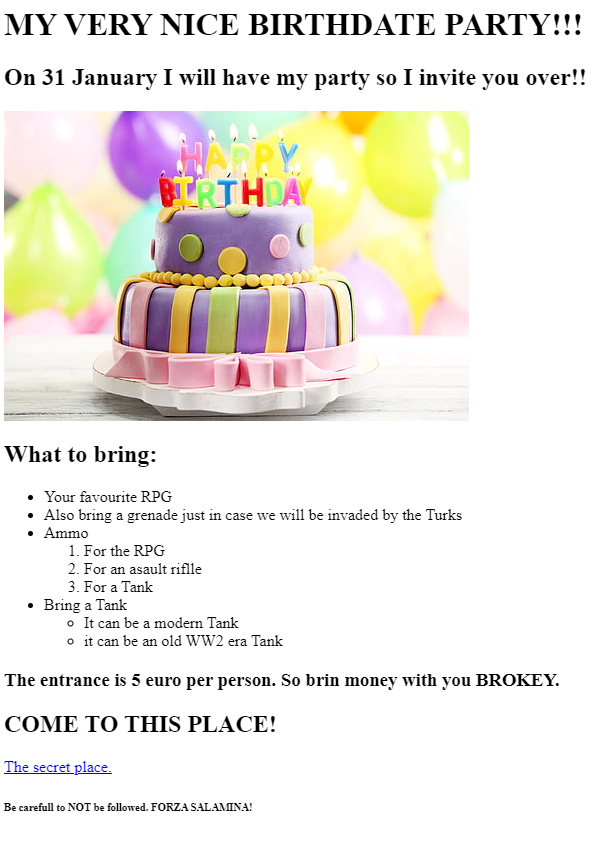 MY VERY NICE BIRTHDATE PARTY!!!
On 31 January I will have my party so I invite you over!!
HAPPY
BIRTHDAY
What to bring:
• Your favourite RPG
• Also bring a grenade just in case we will be invaded by the Turks
• Ammo
1. For the RPG
2. For an asault riflle
3. For a Tank
• Bring a Tank
◦ It can be a modern Tank
◦ it can be an old WW2 era Tank
The entrance is 5 euro per person. So brin money with you BROKEY.
COME TO THIS PLACE!
The secret place.
Be carefull to NOT be followed. FORZA SALAMINA!